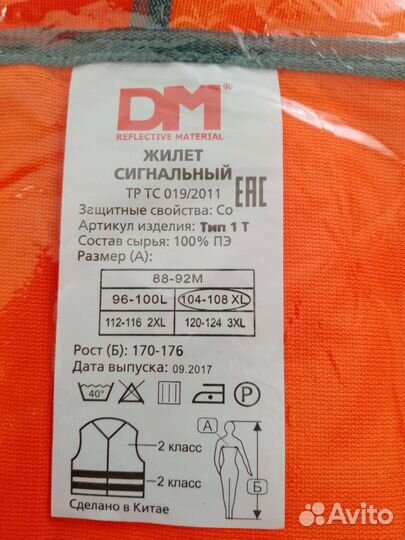 DM®
REFLECTIVE MATERIAL
ЖИЛЕТ
СИГНАЛЬНЫЙ
ТР ТС 019/2011 EAC
Защитные свойства: Со
Артикул изделия: Тип 1 Т
Состав сырья: 100% ПЭ
Размер (А):
88-92M
96-100L 104-108 XL
112-116 2XL 120-124 3XL
Рост (Б): 170-176
Дата выпуска: 09.2017
40° P
А
2 класс
Б
2 класс
Сделано в Китае
Avito